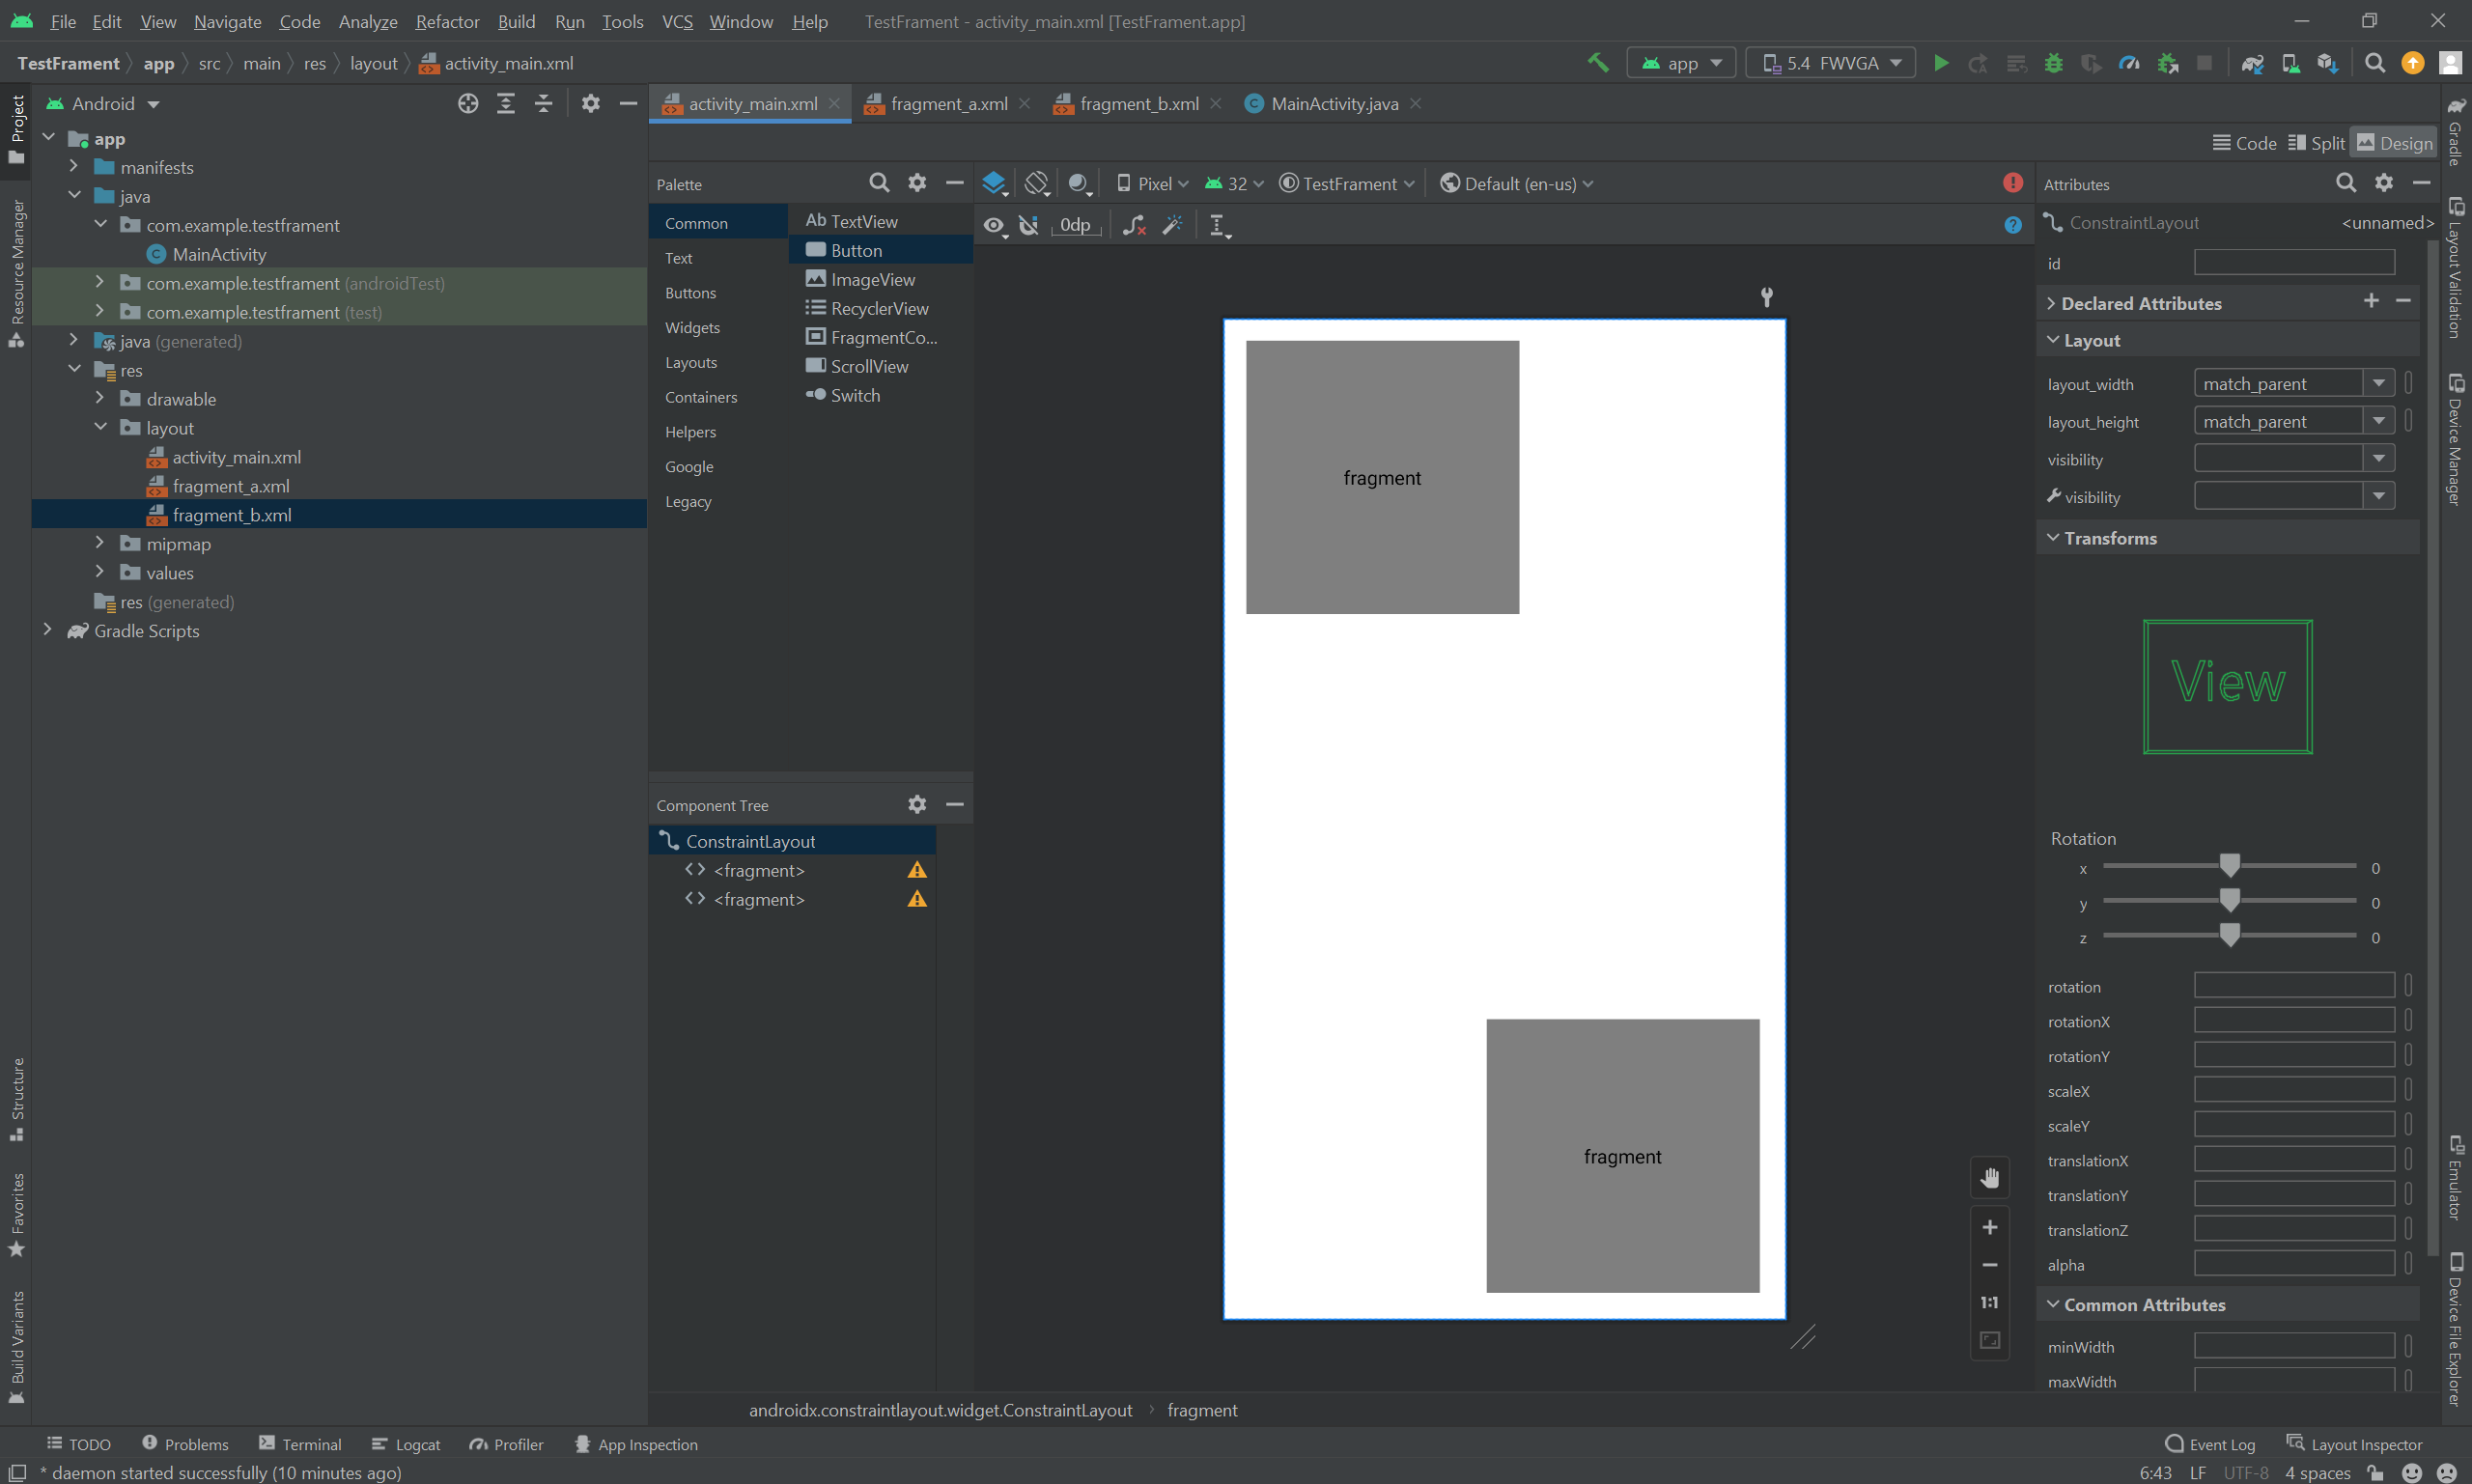 File Edit View Navigate Code Analyze Refactor Build Run Tools VCS Window Help TestFrament - activity_main.xml [TestFrament.app]
TestFrament app src main res layout activity_main.xml app 5.4 FWVGA
Android
app
manifests
java
com.example.testframent
MainActivity
com.example.testframent (androidTest)
com.example.testframent (test)
java (generated)
res
drawable
layout
activity_main.xml
fragment_a.xml
fragment_b.xml
mipmap
values
res (generated)
Gradle Scripts
Project
Resource Manager
Structure
Favorites
Build Variants
activity_main.xml fragment_a.xml fragment_b.xml MainActivity.java
Code Split Design
Palette
Common
Text
Buttons
Widgets
Layouts
Containers
Helpers
Google
Legacy
Ab TextView
Button
ImageView
RecyclerView
FragmentCo...
ScrollView
Switch
Component Tree
ConstraintLayout
<fragment>
<fragment>
Pixel 32 TestFrament Default (en-us)
0dp
fragment
fragment
1:1
androidx.constraintlayout.widget.ConstraintLayout fragment
Attributes
ConstraintLayout <unnamed>
id
Declared Attributes
Layout
layout_width match_parent
layout_height match_parent
visibility
visibility
Transforms
View
Rotation
x 0
y 0
z 0
rotation
rotationX
rotationY
scaleX
scaleY
translationX
translationY
translationZ
alpha
Common Attributes
minWidth
maxWidth
Gradle
Layout Validation
Device Manager
Emulator
Device File Explorer
TODO Problems Terminal Logcat Profiler App Inspection Event Log Layout Inspector
* daemon started successfully (10 minutes ago) 6:43 LF UTF-8 4 spaces